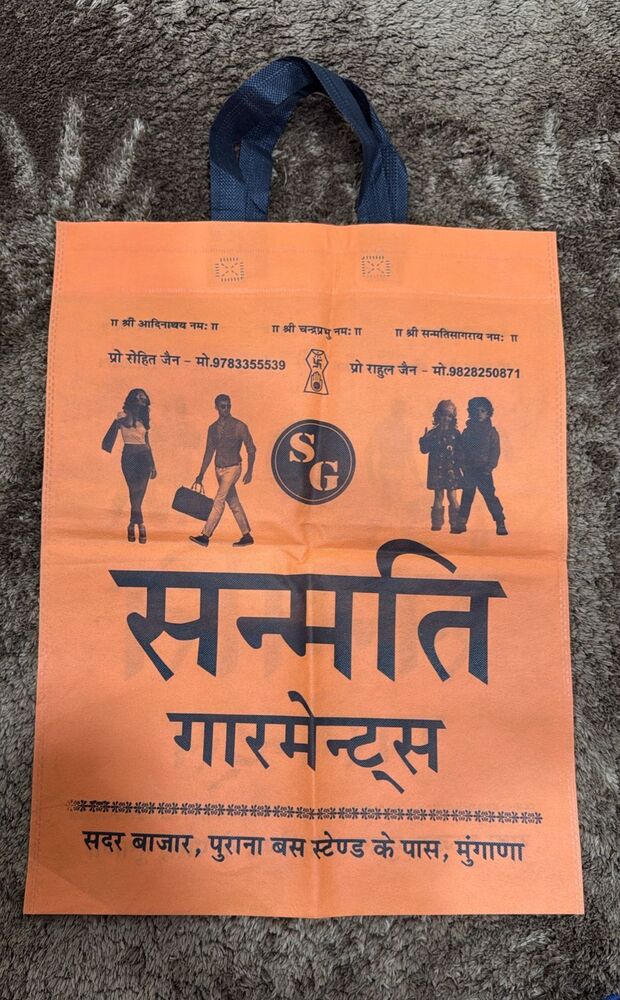 ॥ श्री आदिनाथाय नमः ॥ ॥ श्री चन्द्रप्रभु नमः ॥ ॥ श्री सन्मतिसागराय नमः ॥
प्रो रोहित जैन - मो.9783355539 प्रो राहुल जैन - मो.9828250871
SG
सन्मति
गारमेन्ट्स
सदर बाजार, पुराना बस स्टेण्ड के पास, मुंगाणा